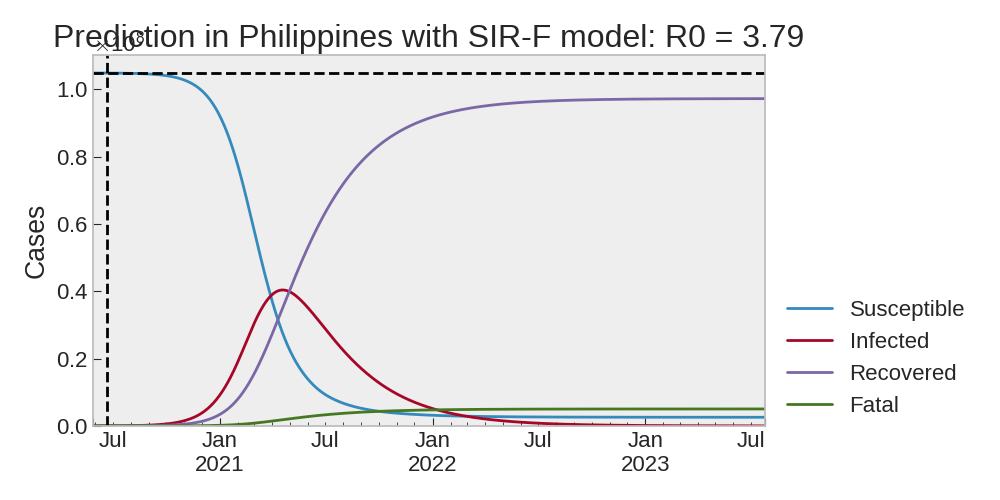 Prediction in Philippines with SIR-F model: R0 = 3.79
×10⁸
Cases
1.0
0.8
0.6
0.4
0.2
0.0
Jul Jan Jul Jan Jul Jan Jul
2021 2022 2023
Susceptible
Infected
Recovered
Fatal